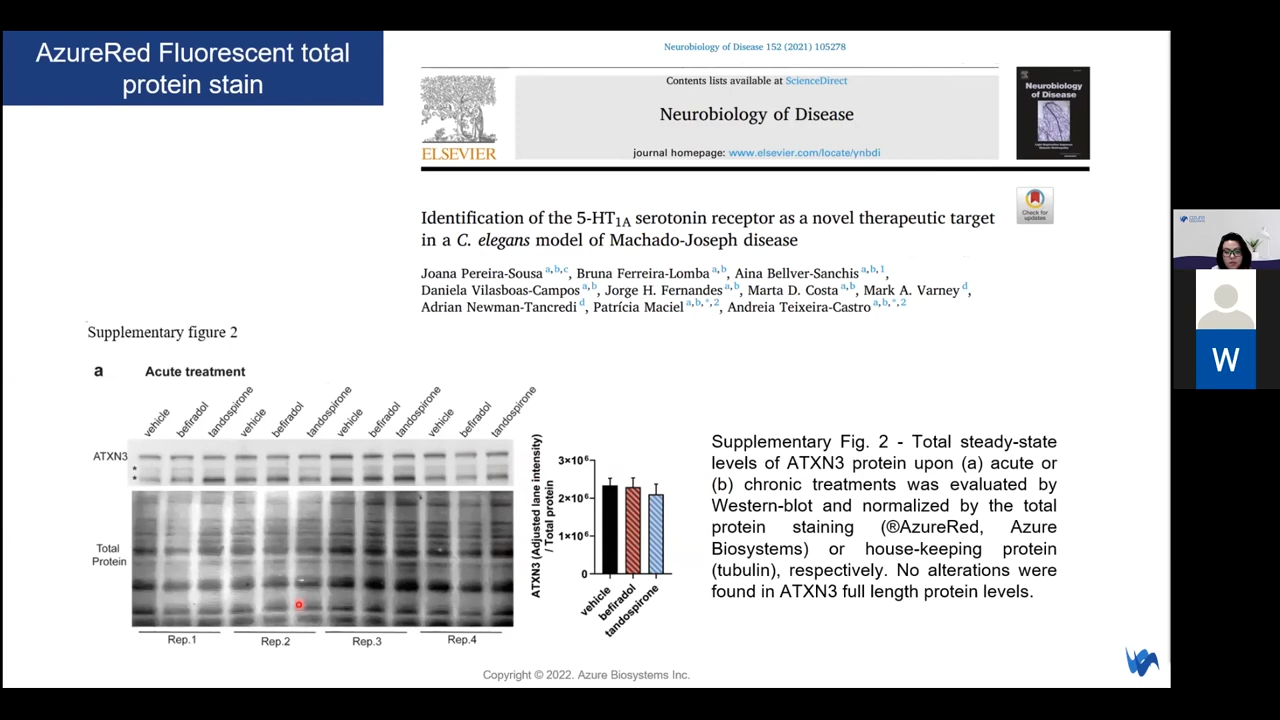 AzureRed Fluorescent total
protein stain
Neurobiology of Disease 152 (2021) 105278
Contents lists available at ScienceDirect
Neurobiology of Disease
journal homepage: www.elsevier.com/locate/ynbdi
ELSEVIER
Neurobiology
of Disease
Check for
updates
Identification of the 5-HT1A serotonin receptor as a novel therapeutic target
in a C. elegans model of Machado-Joseph disease
Joana Pereira-Sousa a,b,c, Bruna Ferreira-Lomba a,b, Aina Bellver-Sanchis a,b,1,
Daniela Vilasboas-Campos a,b, Jorge H. Fernandes a,b, Marta D. Costa a,b, Mark A. Varney d,
Adrian Newman-Tancredi d, Patrícia Maciel a,b,*,2, Andreia Teixeira-Castro a,b,*,2
Supplementary figure 2
a Acute treatment
vehicle befiradol tandospirone vehicle befiradol tandospirone vehicle befiradol tandospirone vehicle befiradol tandospirone
ATXN3
*
*
Total
Protein
Rep.1 Rep.2 Rep.3 Rep.4
ATXN3 (Adjusted lane intensity)
/ Total protein
3×10⁶
2×10⁶
1×10⁶
0
vehicle befiradol tandospirone
Supplementary Fig. 2 - Total steady-state
levels of ATXN3 protein upon (a) acute or
(b) chronic treatments was evaluated by
Western-blot and normalized by the total
protein staining (®AzureRed, Azure
Biosystems) or house-keeping protein
(tubulin), respectively. No alterations were
found in ATXN3 full length protein levels.
Copyright © 2022. Azure Biosystems Inc.
azure
W